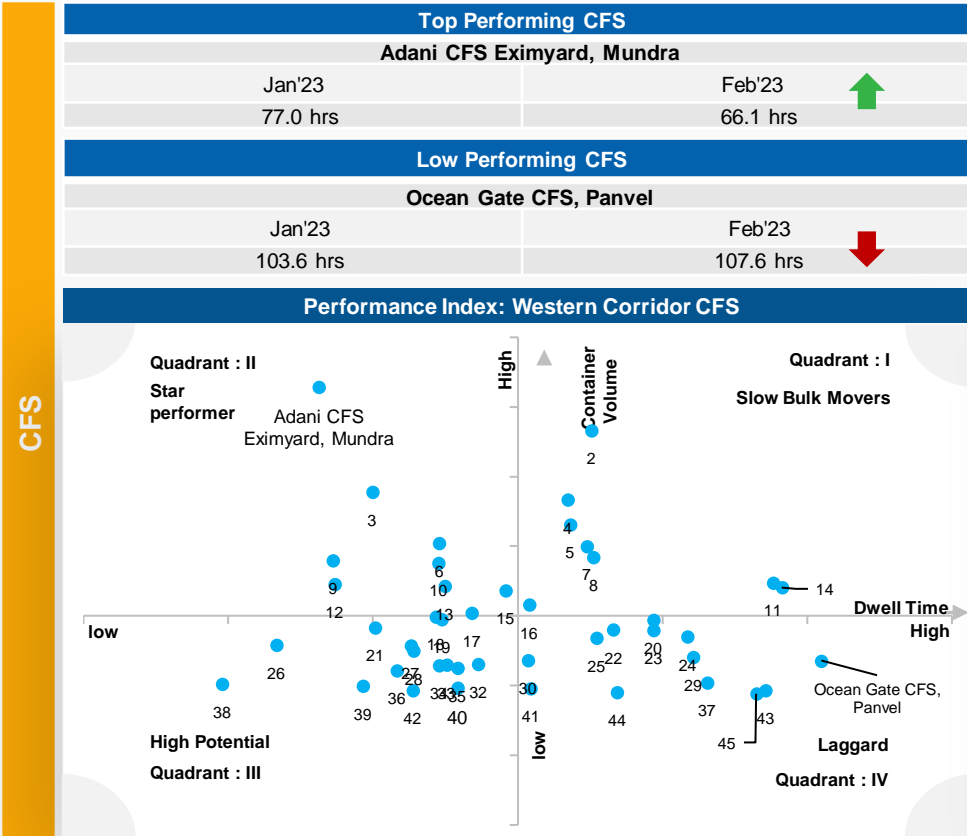 CFS
Top Performing CFS
Adani CFS Eximyard, Mundra
Jan'23 Feb'23
77.0 hrs 66.1 hrs
Low Performing CFS
Ocean Gate CFS, Panvel
Jan'23 Feb'23
103.6 hrs 107.6 hrs
Performance Index: Western Corridor CFS
Quadrant : II
Star
performer
High
Container
Volume
Quadrant : I
Slow Bulk Movers
Adani CFS
Eximyard, Mundra
2
3
4
5
6
7
8
9
10
11
12
13
14
15
16
17
18
19
20
21
22
23
24
25
26
27
28
29
30
32
33
34
35
36
37
38
39
40
41
42
43
44
45
low
Dwell Time
High
Ocean Gate CFS,
Panvel
low
High Potential
Quadrant : III
Laggard
Quadrant : IV